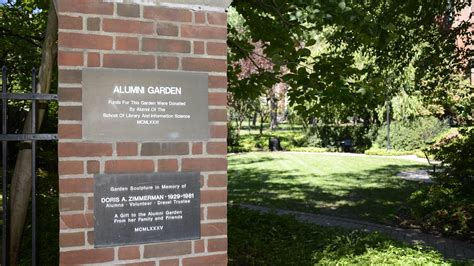 ALUMNI GARDEN
Funds For This Garden Were Donated
By Alumni Of The
School Of Library And Information Science
MCMLXXXI
Garden Sculpture in Memory of
DORIS A. ZIMMERMAN - 1929-1981
Alumna - Volunteer - Drexel Trustee
A Gift to the Alumni Garden
From her Family and Friends
MCMLXXXV